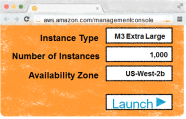 aws.amazon.com/managementconsole
Instance Type M3 Extra Large
Number of Instances 1,000
Availability Zone US-West-2b
Launch